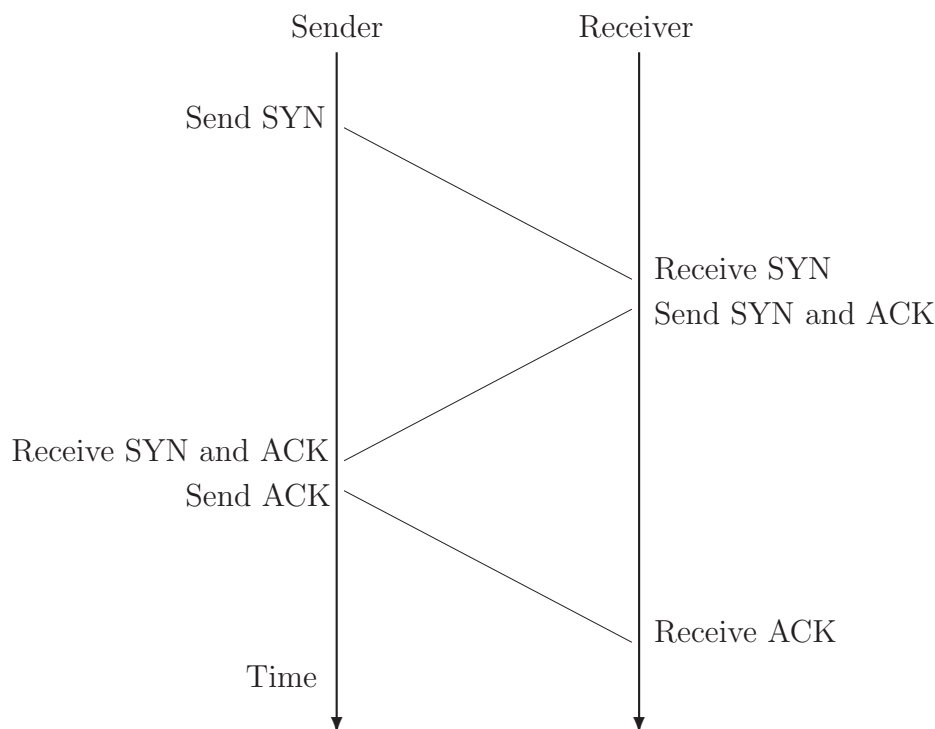 Sender
Receiver
Send SYN
Receive SYN
Send SYN and ACK
Receive SYN and ACK
Send ACK
Receive ACK
Time